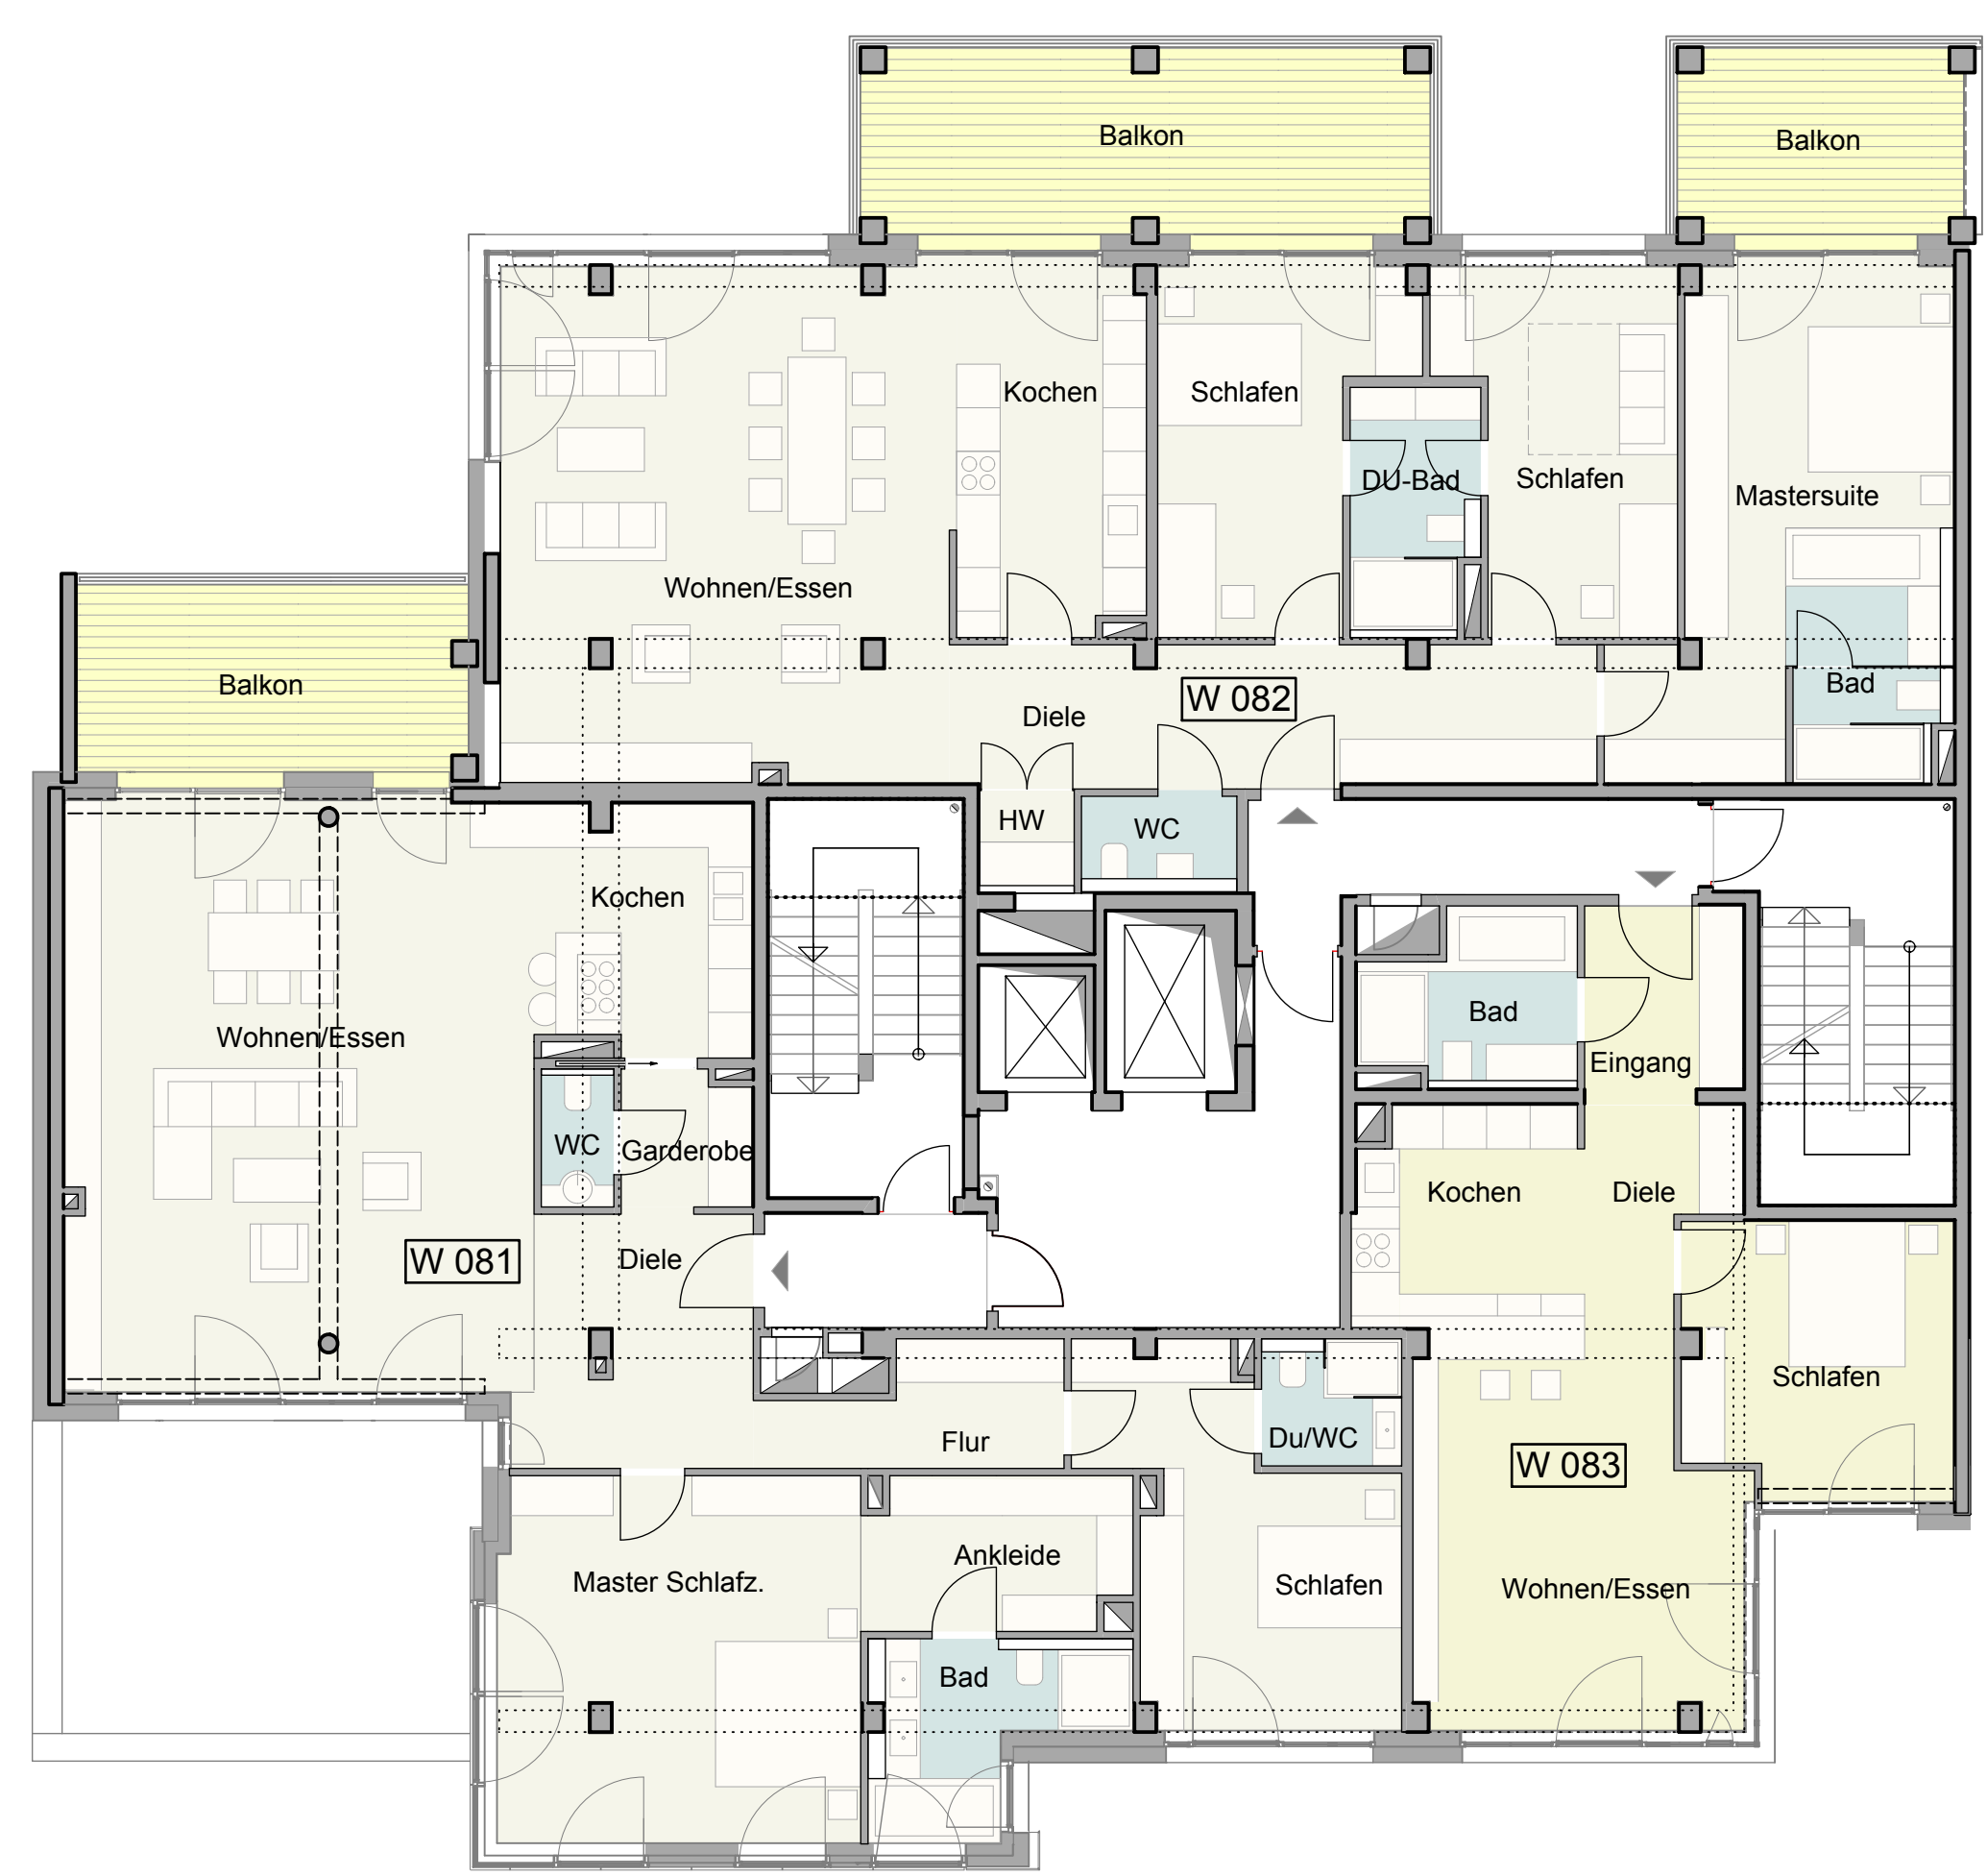 Balkon
Balkon
Kochen
Schlafen
DU-Bad
Schlafen
Mastersuite
Wohnen/Essen
Balkon
Bad
W 082
Diele
HW
WC
Kochen
Bad
Wohnen/Essen
Eingang
WC
Garderobe
Kochen
Diele
W 081
Diele
Schlafen
Flur
Du/WC
W 083
Ankleide
Master Schlafz.
Schlafen
Wohnen/Essen
Bad